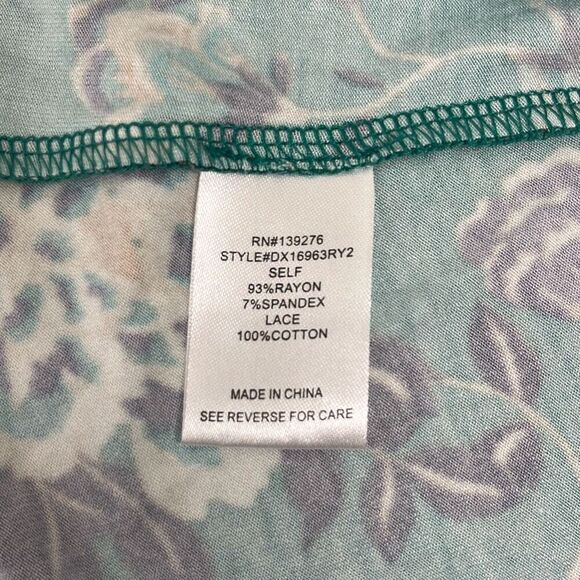 RN#139276
STYLE#DX16963RY2
SELF
93%RAYON
7%SPANDEX
LACE
100%COTTON
MADE IN CHINA
SEE REVERSE FOR CARE